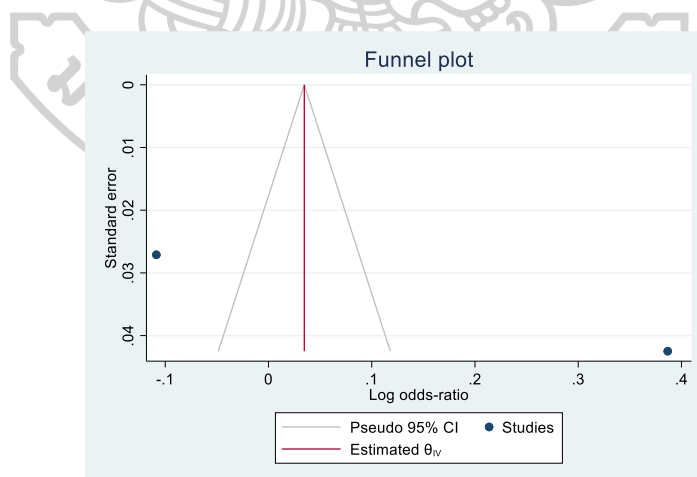 Funnel plot
0
.01
.02
.03
.04
Standard error
-.1 0 .1 .2 .3 .4
Log odds-ratio
Pseudo 95% CI Studies
Estimated θIV